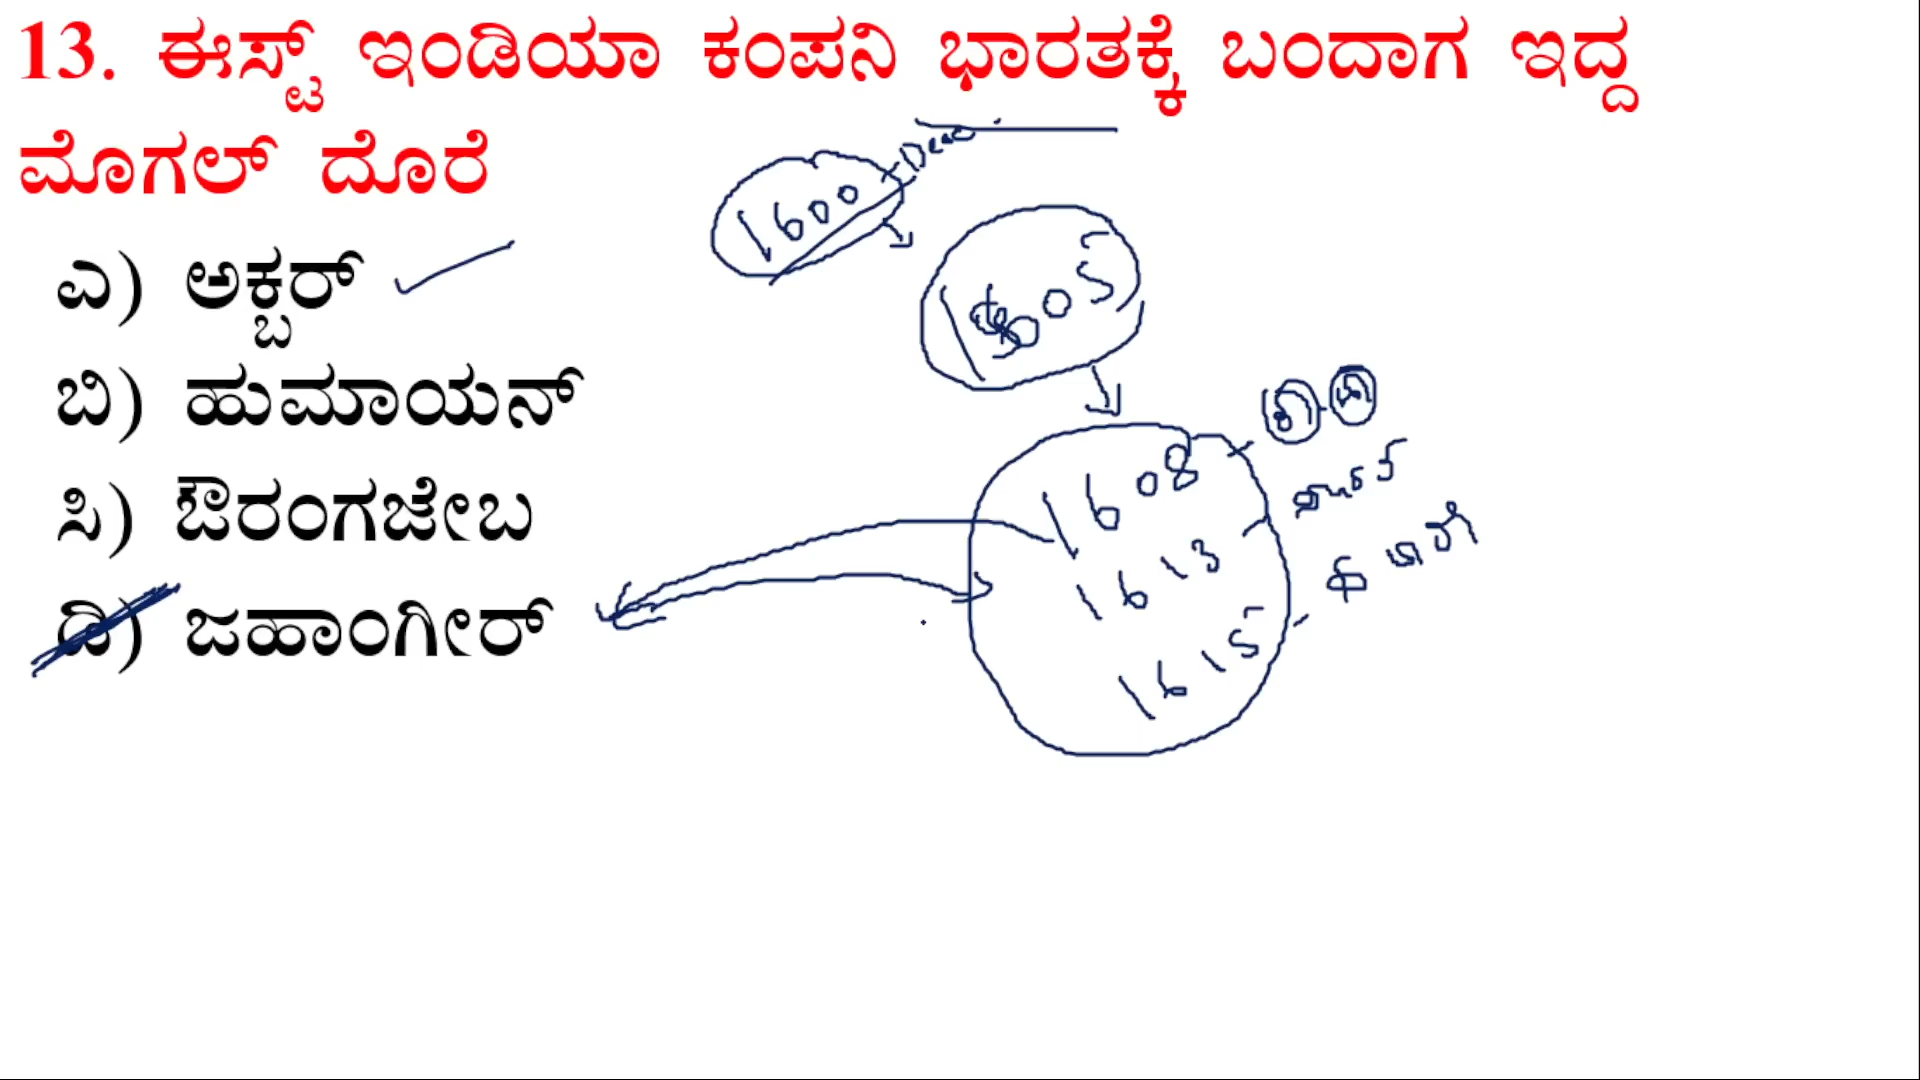 13. ಈಸ್ಟ್ ಇಂಡಿಯಾ ಕಂಪನಿ ಭಾರತಕ್ಕೆ ಬಂದಾಗ ಇದ್ದ
ಮೊಗಲ್ ದೊರೆ
1600
ಎ) ಅಕ್ಬರ್
1605
ಬಿ) ಹುಮಾಯನ್
1608
ಸಿ) ಔರಂಗಜೇಬ
1613
ಡಿ) ಜಹಾಂಗೀರ್
1615